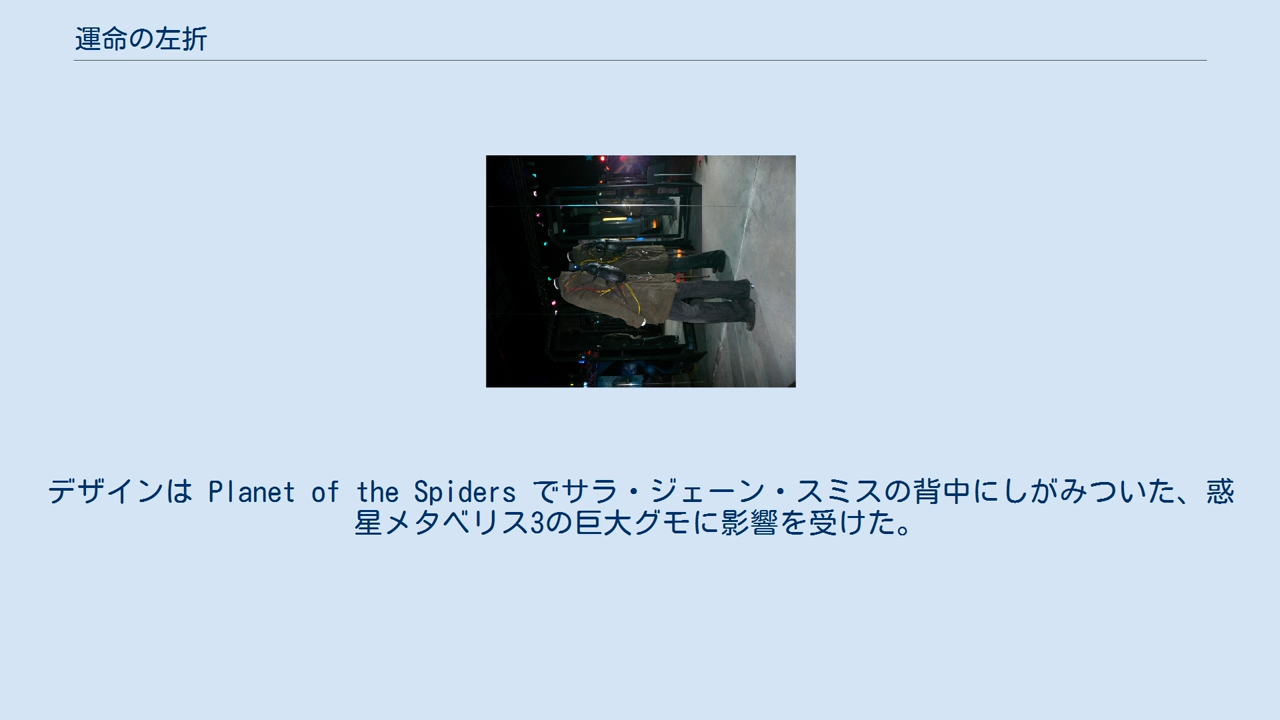 運命の左折
デザインは Planet of the Spiders でサラ・ジェーン・スミスの背中にしがみついた、惑
星メタベリス3の巨大グモに影響を受けた。